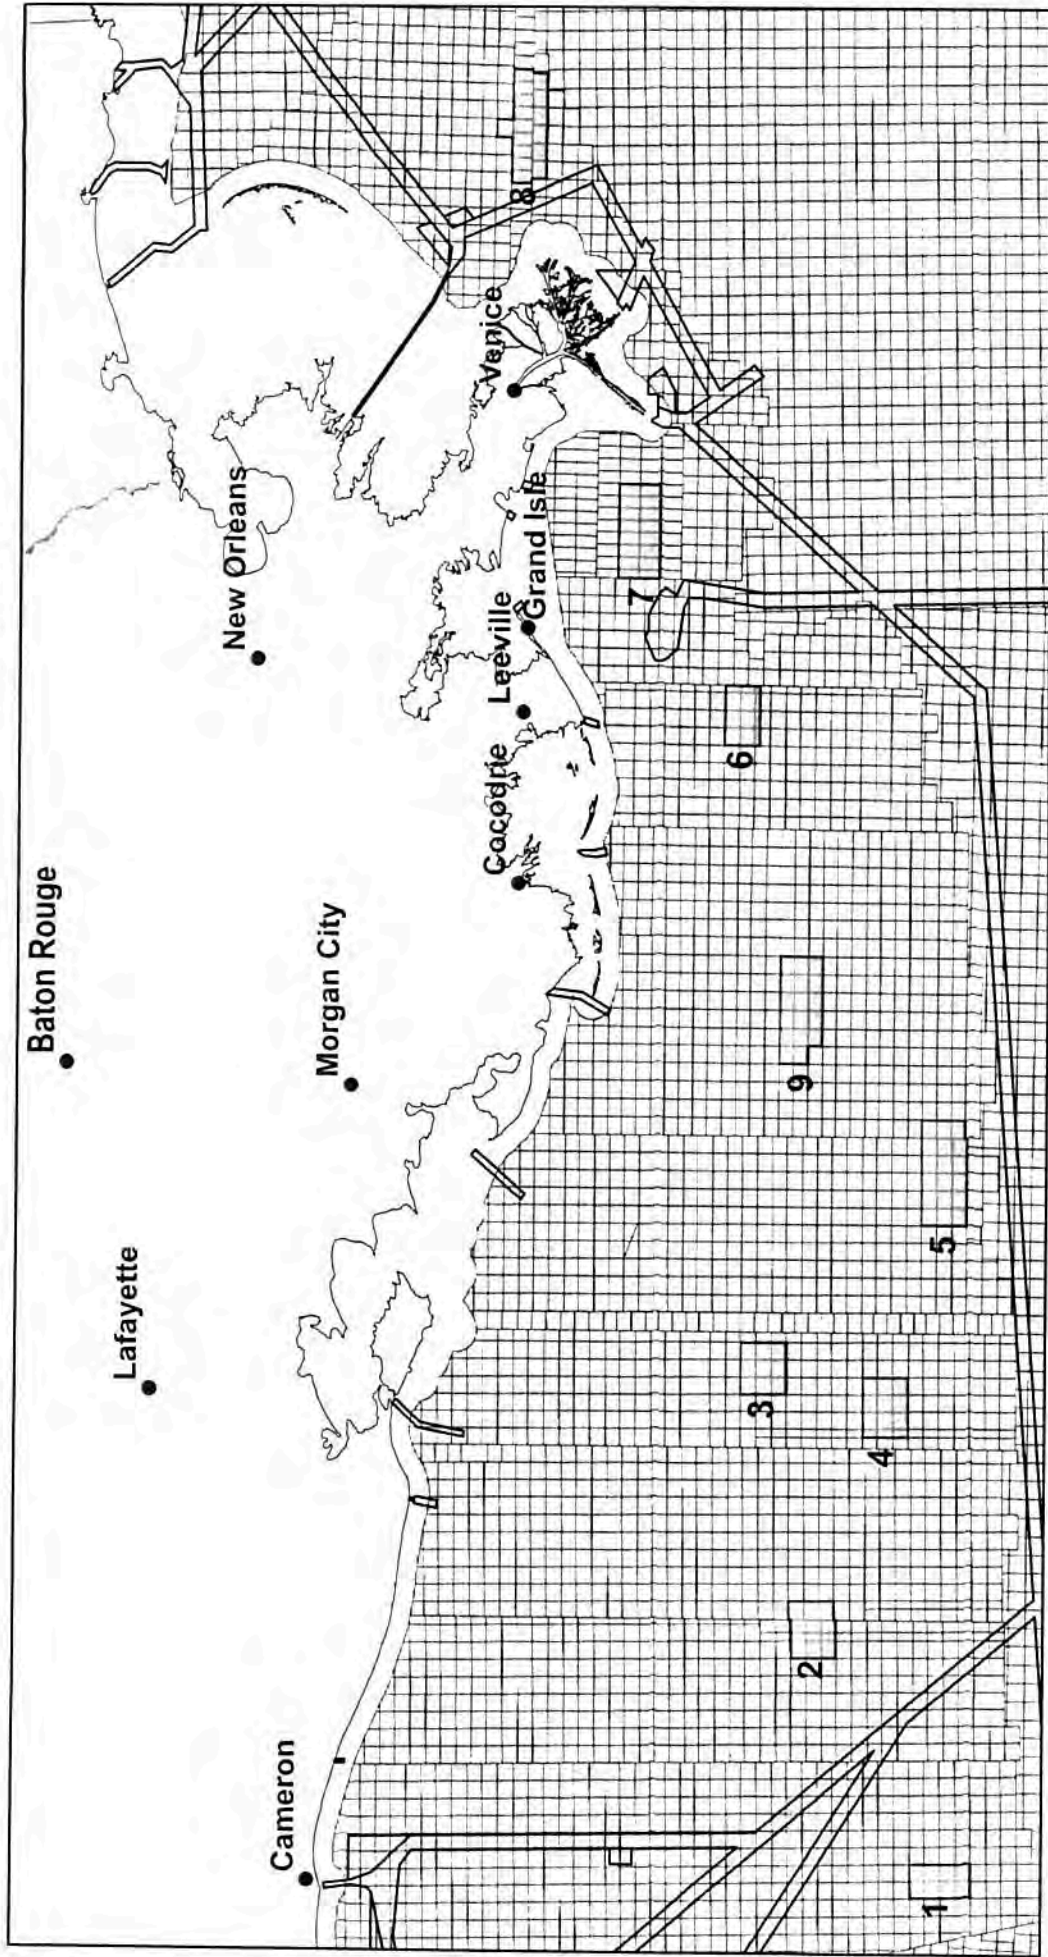 Baton Rouge
Lafayette
New Orleans
Morgan City
Cameron
Venice
Grand Isle
Leeville
Cocodrie
8
7
6
9
3
5
4
2
1